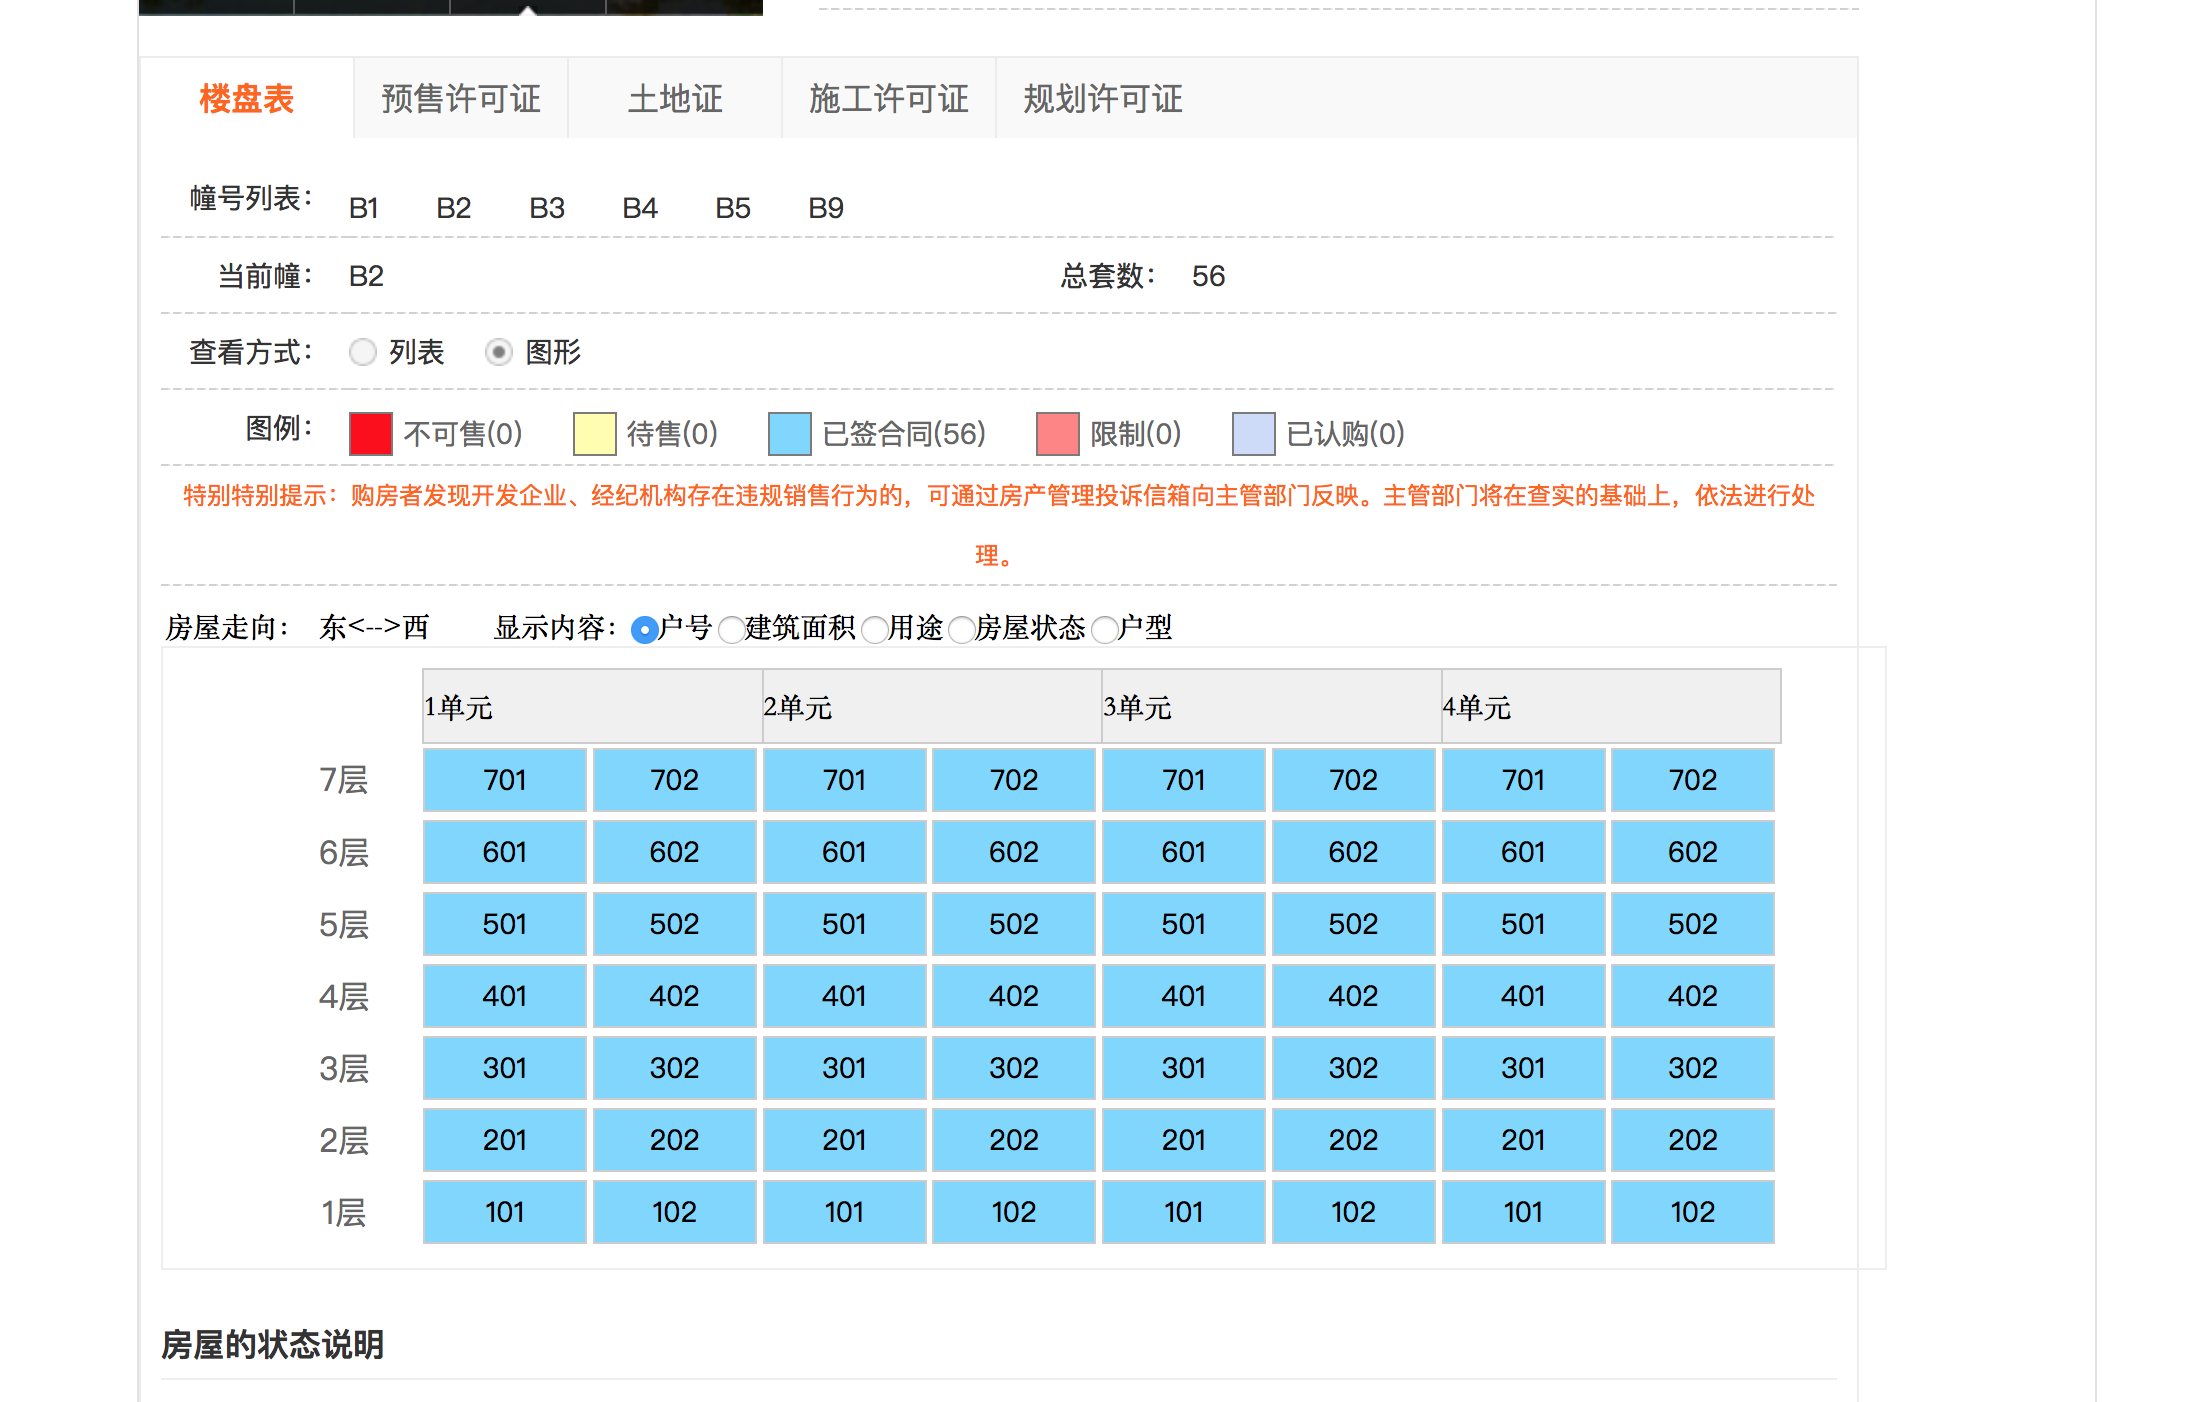 楼盘表 预售许可证 土地证 施工许可证 规划许可证
幢号列表： B1 B2 B3 B4 B5 B9
当前幢： B2 总套数： 56
查看方式： 列表 图形
图例： 不可售(0) 待售(0) 已签合同(56) 限制(0) 已认购(0)
特别特别提示：购房者发现开发企业、经纪机构存在违规销售行为的，可通过房产管理投诉信箱向主管部门反映。主管部门将在查实的基础上，依法进行处
理。
房屋走向： 东<-->西 显示内容： 户号 建筑面积 用途 房屋状态 户型
1单元 2单元 3单元 4单元
7层 701 702 701 702 701 702 701 702
6层 601 602 601 602 601 602 601 602
5层 501 502 501 502 501 502 501 502
4层 401 402 401 402 401 402 401 402
3层 301 302 301 302 301 302 301 302
2层 201 202 201 202 201 202 201 202
1层 101 102 101 102 101 102 101 102
房屋的状态说明